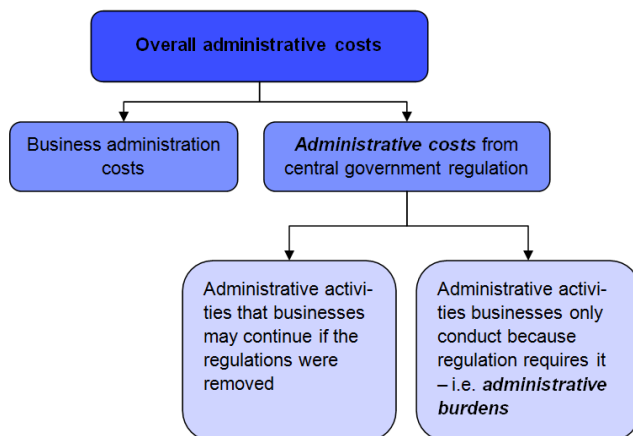 Overall administrative costs
Business administration
costs
Administrative costs from
central government regulation
Administrative activi-
ties that businesses
may continue if the
regulations were
removed
Administrative activi-
ties businesses only
conduct because
regulation requires it
– i.e. administrative
burdens